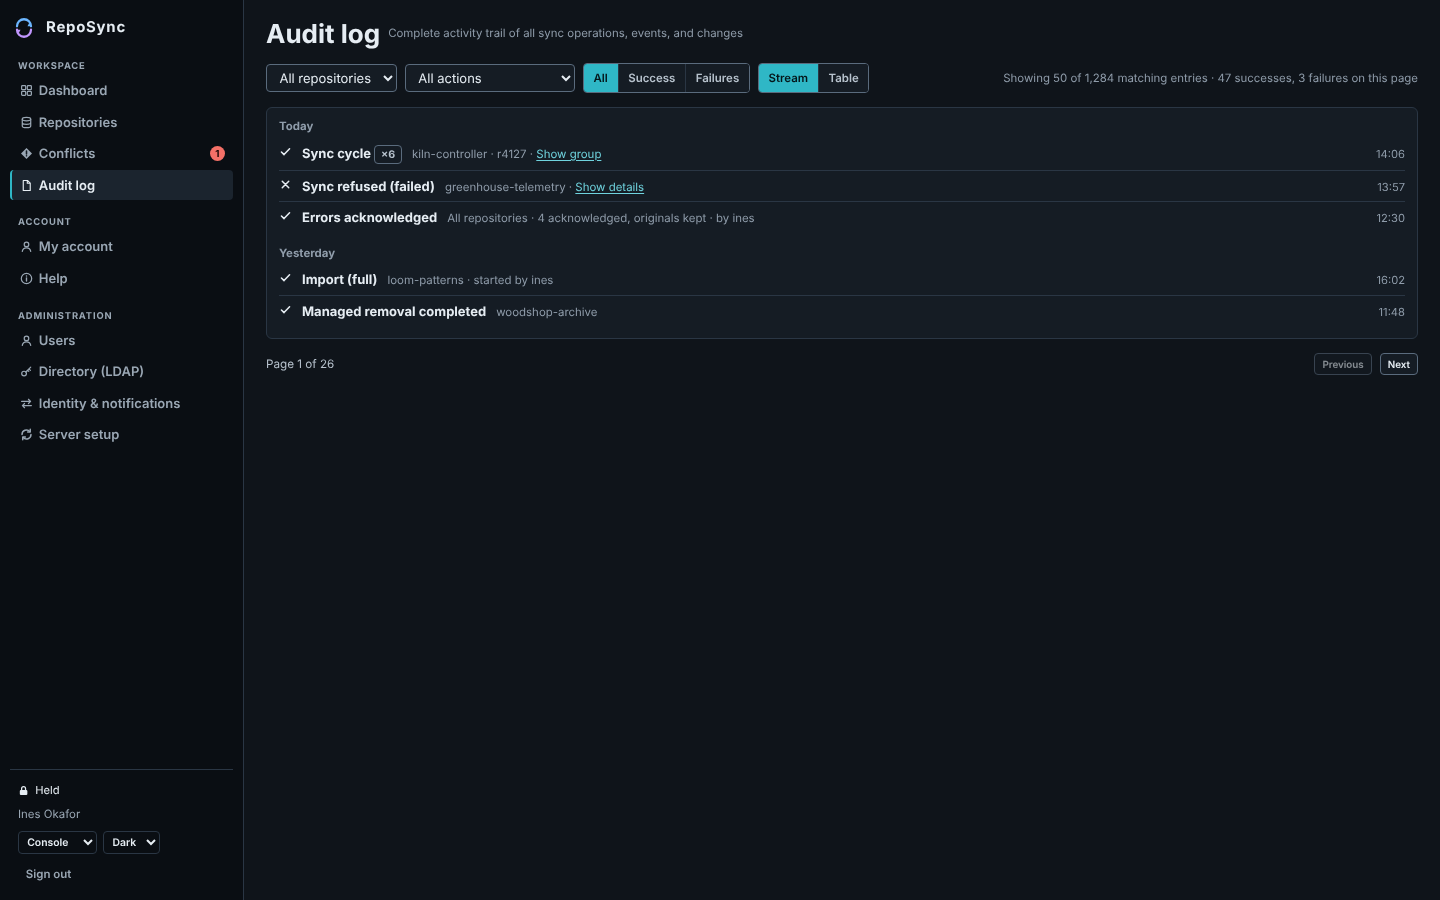 RepoSync
WORKSPACE
Dashboard
Repositories
Conflicts 1
Audit log
ACCOUNT
My account
Help
ADMINISTRATION
Users
Directory (LDAP)
Identity & notifications
Server setup
Held
Ines Okafor
Console Dark
Sign out
Audit log Complete activity trail of all sync operations, events, and changes
All repositories All actions All Success Failures Stream Table Showing 50 of 1,284 matching entries · 47 successes, 3 failures on this page
Today
Sync cycle ×6 kiln-controller · r4127 · Show group 14:06
Sync refused (failed) greenhouse-telemetry · Show details 13:57
Errors acknowledged All repositories · 4 acknowledged, originals kept · by ines 12:30
Yesterday
Import (full) loom-patterns · started by ines 16:02
Managed removal completed woodshop-archive 11:48
Page 1 of 26 Previous Next